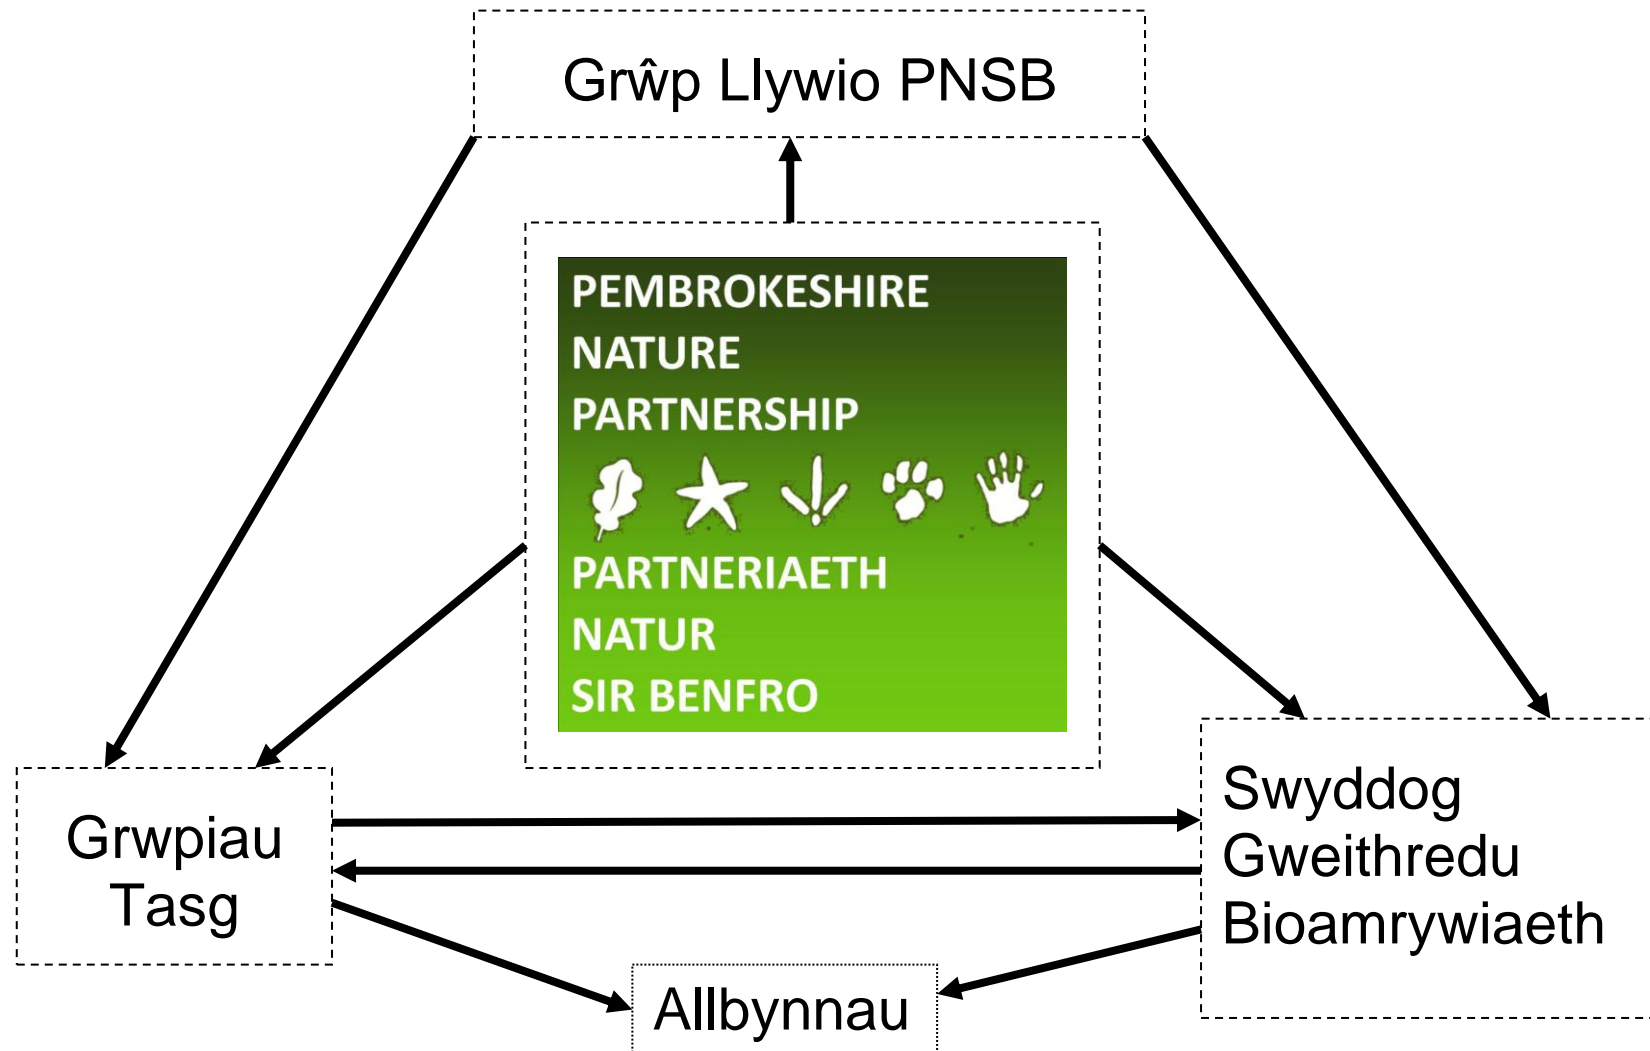 Grŵp Llywio PNSB
PEMBROKESHIRE
NATURE
PARTNERSHIP
PARTNERIAETH
NATUR
SIR BENFRO
Grwpiau
Tasg
Swyddog
Gweithredu
Bioamrywiaeth
Allbynnau